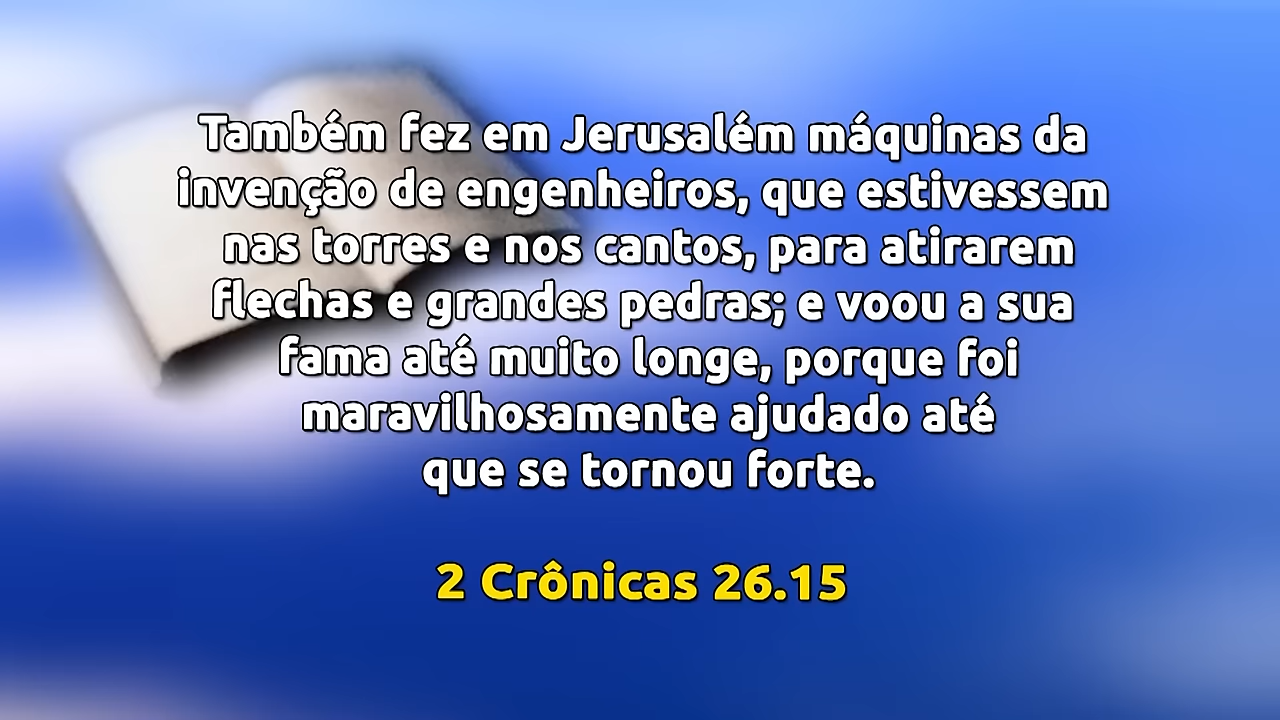 Também fez em Jerusalém máquinas da
invenção de engenheiros, que estivessem
nas torres e nos cantos, para atirarem
flechas e grandes pedras; e voou a sua
fama até muito longe, porque foi
maravilhosamente ajudado até
que se tornou forte.
2 Crônicas 26.15